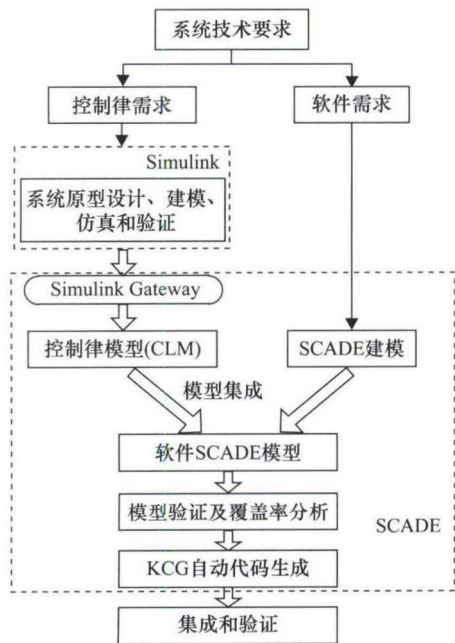 系统技术要求
控制律需求
软件需求
Simulink
系统原型设计、建模、
仿真和验证
Simulink Gateway
控制律模型(CLM)
SCADE建模
模型集成
软件SCADE模型
模型验证及覆盖率分析
SCADE
KCG自动代码生成
集成和验证